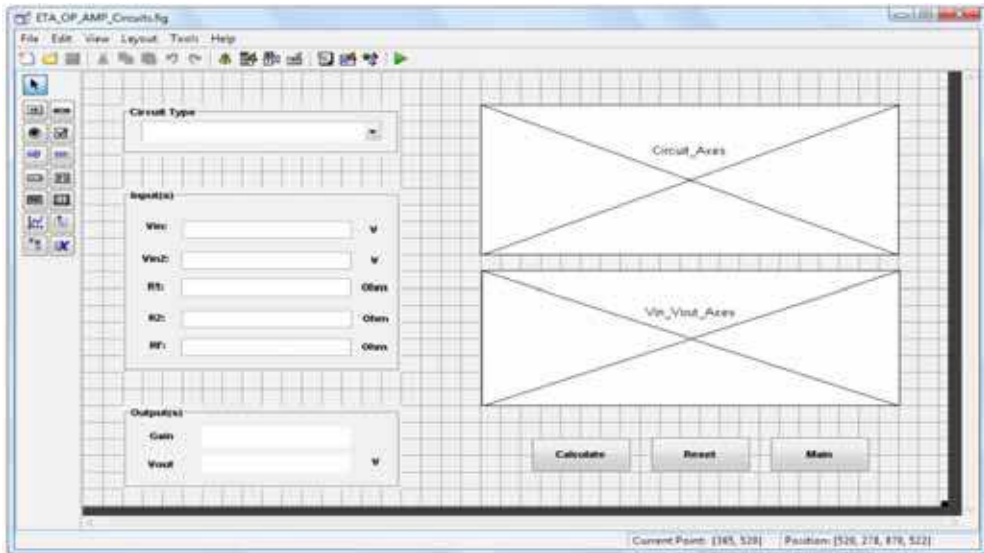 ETA_OP_AMP_Circuits.fig
File Edit View Layout Tools Help
Circuit Type
Circuit_Axes
Input(s)
Vin: V
Vin2: V
R1: Ohm
R2: Ohm
Rf: Ohm
Vin_Vout_Axes
Output(s)
Gain
Vout V
Calculate Reset Main
Current Point: [365, 520] Position: [520, 278, 878, 522]